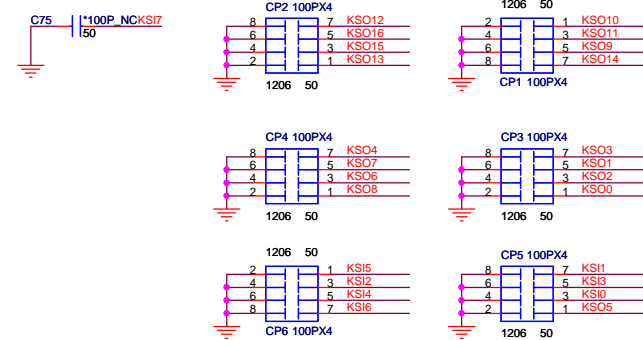 C75 *100P_NC KSI7
50
CP2 100PX4
8 7 KSO12
6 5 KSO16
4 3 KSO15
2 1 KSO13
1206 50
1206 50
2 1 KSO10
4 3 KSO11
6 5 KSO9
8 7 KSO14
CP1 100PX4
CP4 100PX4
8 7 KSO4
6 5 KSO7
4 3 KSO6
2 1 KSO8
1206 50
CP3 100PX4
8 7 KSO3
6 5 KSO1
4 3 KSO2
2 1 KSO0
1206 50
1206 50
2 1 KSI5
4 3 KSI2
6 5 KSI4
8 7 KSI6
CP6 100PX4
CP5 100PX4
8 7 KSI1
6 5 KSI3
4 3 KSI0
2 1 KSO5
1206 50